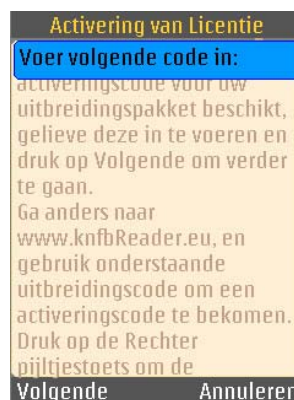 Activering van Licentie
Voer volgende code in:
activeringscode voor uw
uitbreidingspakket beschikt,
gelieve deze in te voeren en
druk op Volgende om verder
te gaan.
Ga anders naar
www.knfbReader.eu, en
gebruik onderstaande
uitbreidingscode om een
activeringscode te bekomen.
Druk op de Rechter
pijltjestoets om de
Volgende Annuleren